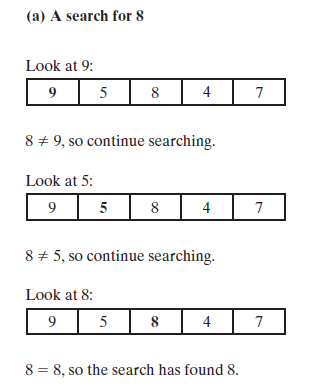 (a) A search for 8
Look at 9:
9 5 8 4 7
8 ≠ 9, so continue searching.
Look at 5:
9 5 8 4 7
8 ≠ 5, so continue searching.
Look at 8:
9 5 8 4 7
8 = 8, so the search has found 8.